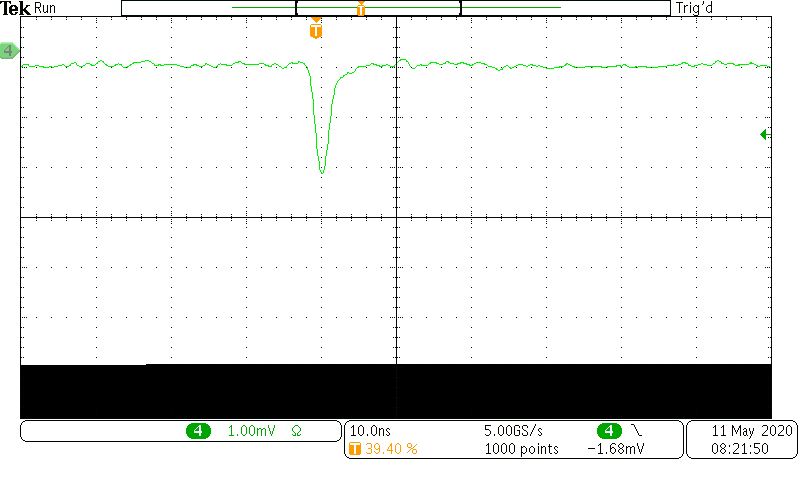 Tek Run Trig'd
T
T
4
4 1.00mV Ω
10.0ns 5.00GS/s 4
T 39.40 % 1000 points −1.68mV
11 May 2020
08:21:50